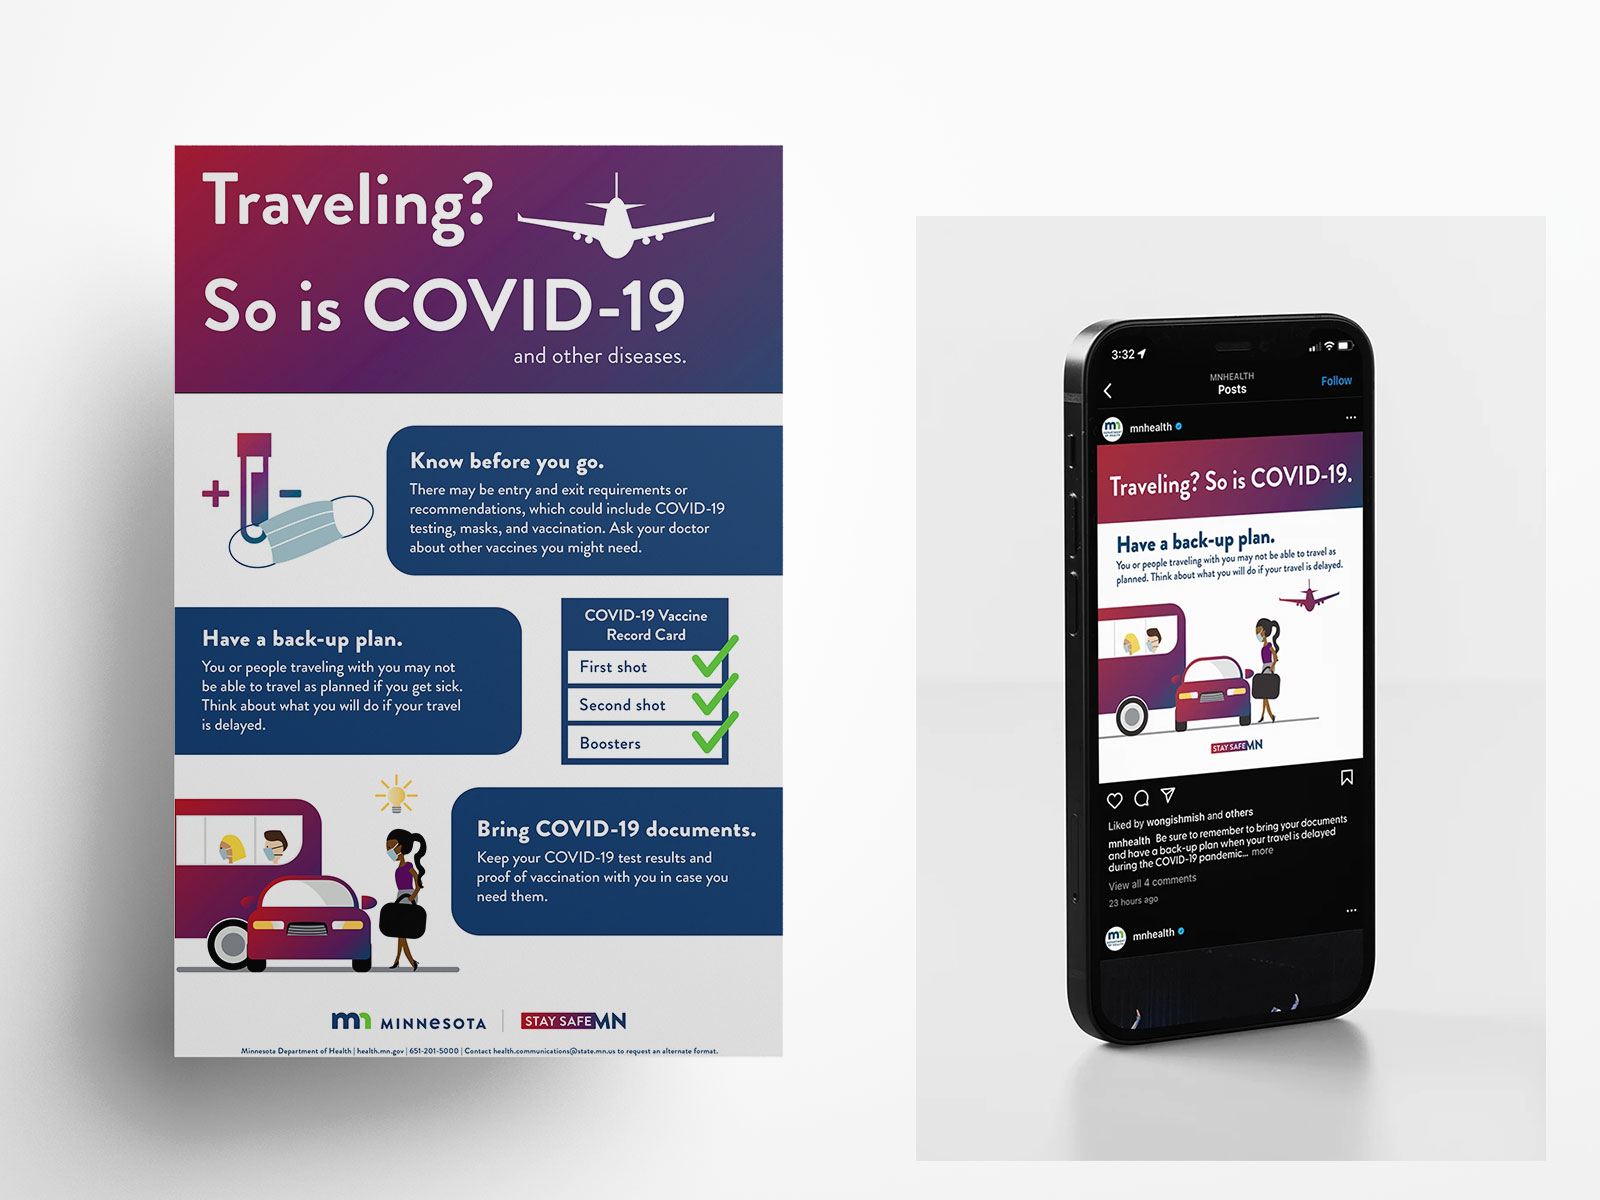 Traveling?
So is COVID-19
and other diseases.
Know before you go.
There may be entry and exit requirements or
recommendations, which could include COVID-19
testing, masks, and vaccination. Ask your doctor
about other vaccines you might need.
Have a back-up plan.
You or people traveling with you may not
be able to travel as planned if you get sick.
Think about what you will do if your travel
is delayed.
COVID-19 Vaccine
Record Card
First shot
Second shot
Boosters
Bring COVID-19 documents.
Keep your COVID-19 test results and
proof of vaccination with you in case you
need them.
mn MINNESOTA | STAY SAFE MN
Minnesota Department of Health | health.mn.gov | 651-201-5000 | Contact health.communications@state.mn.us to request an alternate format.
3:32
MNHEALTH
Posts
Follow
mn
DEPARTMENT
OF HEALTH
mnhealth
Traveling? So is COVID-19.
Have a back-up plan.
You or people traveling with you may not be able to travel as
planned. Think about what you will do if your travel is delayed.
STAY SAFE MN
Liked by wongishmish and others
mnhealth Be sure to remember to bring your documents
and have a back-up plan when your travel is delayed
during the COVID-19 pandemic... more
View all 4 comments
23 hours ago
mn
DEPARTMENT
OF HEALTH
mnhealth